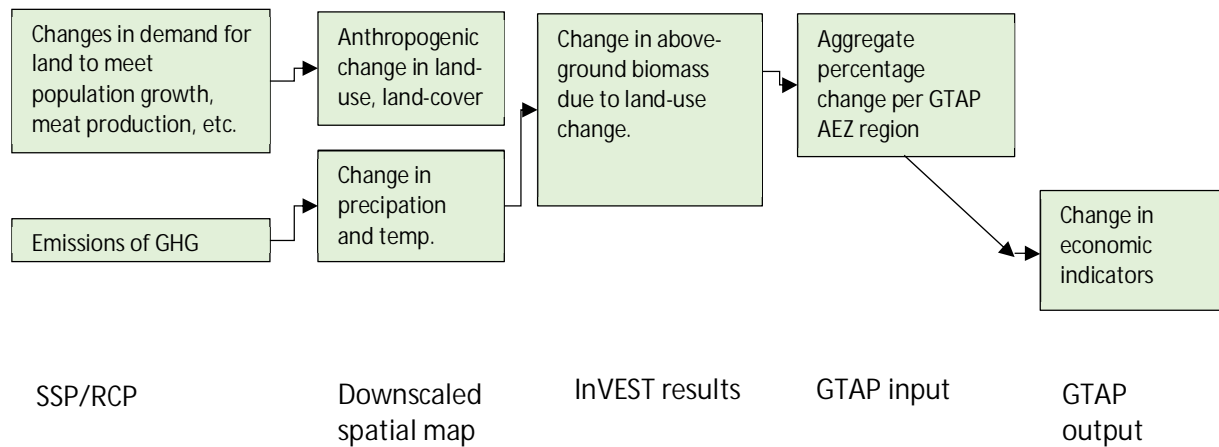 Changes in demand for
land to meet
population growth,
meat production, etc.
Emissions of GHG
Anthropogenic
change in land-
use, land-cover
Change in
precipation
and temp.
Change in above-
ground biomass
due to land-use
change.
Aggregate
percentage
change per GTAP
AEZ region
Change in
economic
indicators
SSP/RCP
Downscaled
spatial map
InVEST results
GTAP input
GTAP
output